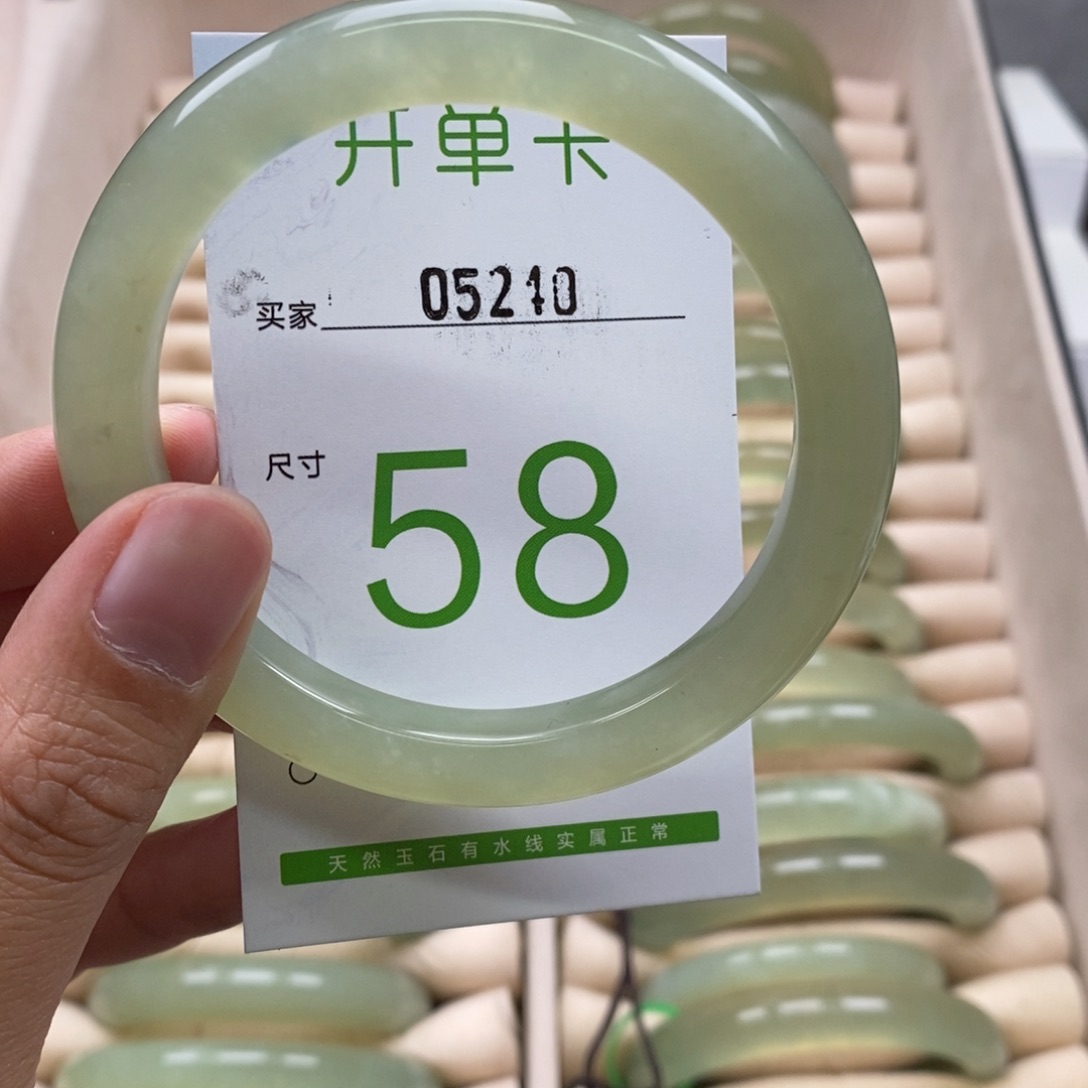 开单卡
买家: 05210
尺寸 58
天然玉石有水线实属正常